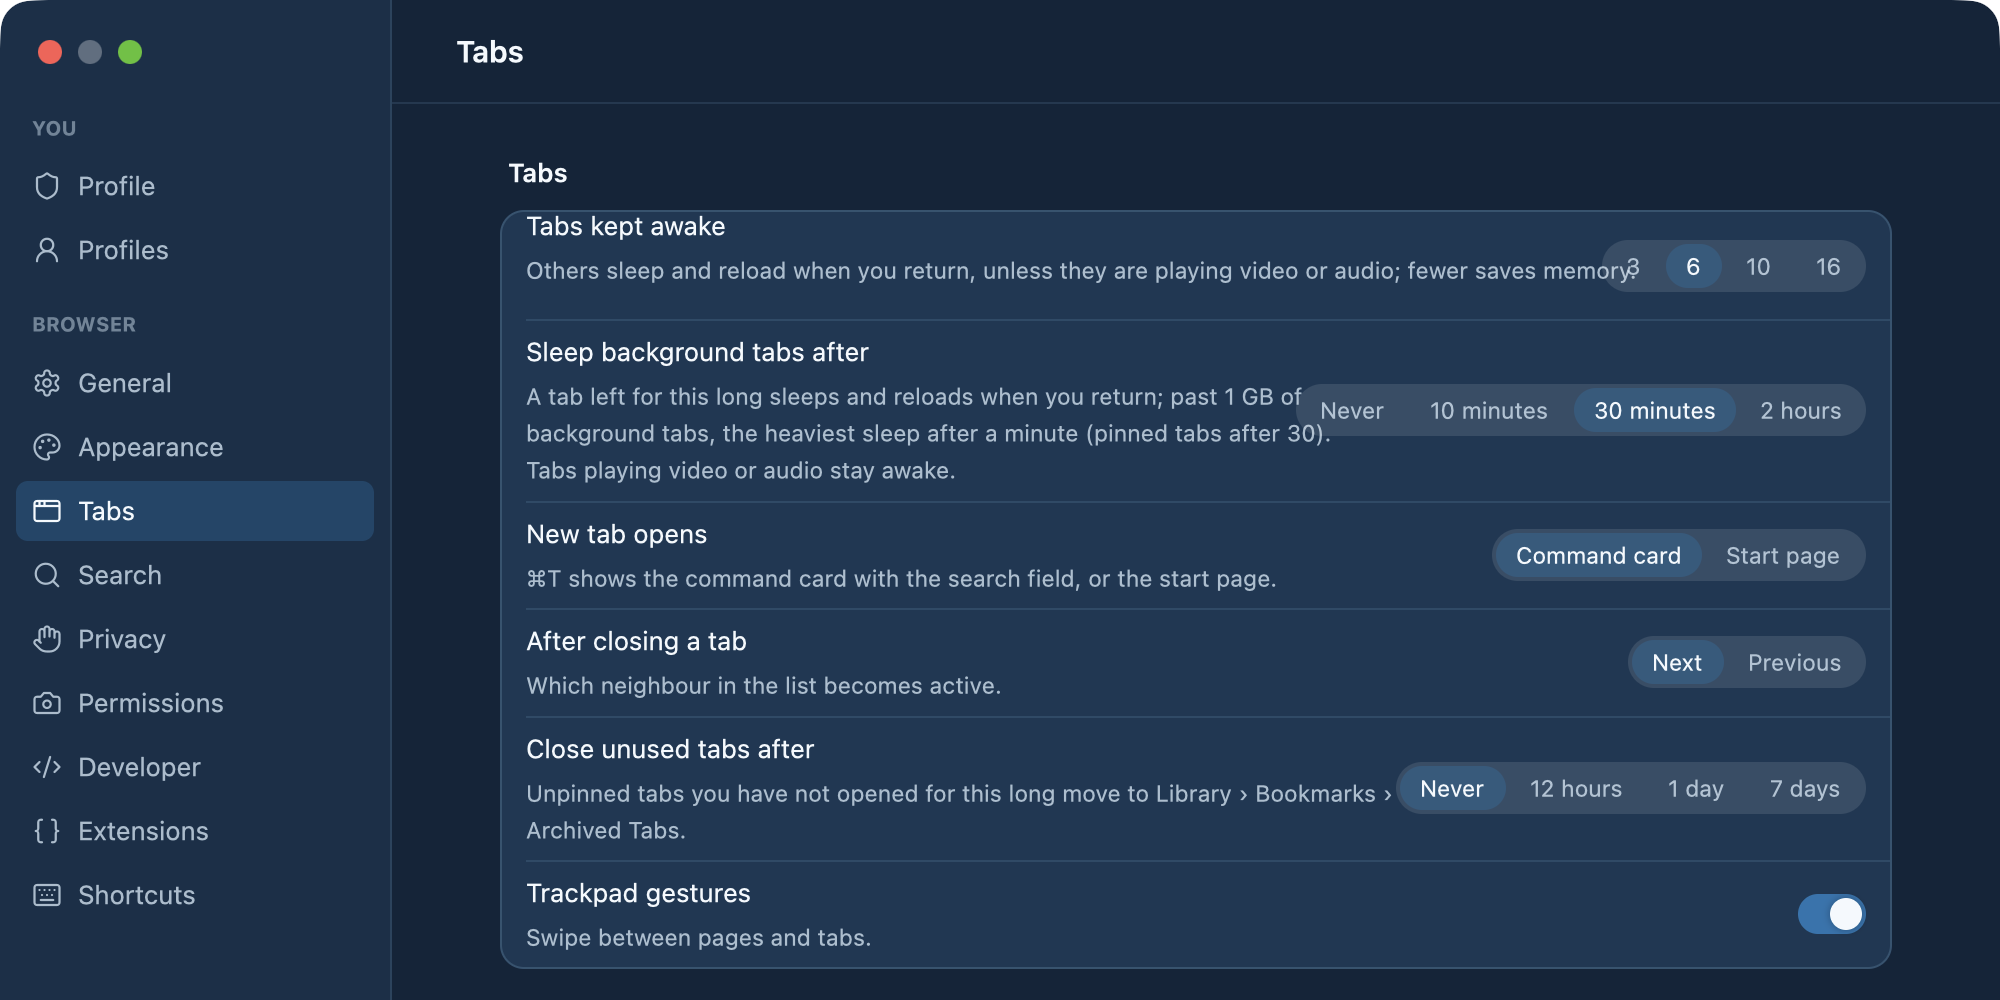 Tabs
YOU
Profile
Profiles
BROWSER
General
Appearance
Tabs
Search
Privacy
Permissions
Developer
Extensions
Shortcuts
Tabs
Tabs kept awake
Others sleep and reload when you return, unless they are playing video or audio; fewer saves memory.
3 6 10 16
Sleep background tabs after
A tab left for this long sleeps and reloads when you return; past 1 GB of
background tabs, the heaviest sleep after a minute (pinned tabs after 30).
Tabs playing video or audio stay awake.
Never 10 minutes 30 minutes 2 hours
New tab opens
⌘T shows the command card with the search field, or the start page.
Command card Start page
After closing a tab
Which neighbour in the list becomes active.
Next Previous
Close unused tabs after
Unpinned tabs you have not opened for this long move to Library › Bookmarks ›
Archived Tabs.
Never 12 hours 1 day 7 days
Trackpad gestures
Swipe between pages and tabs.